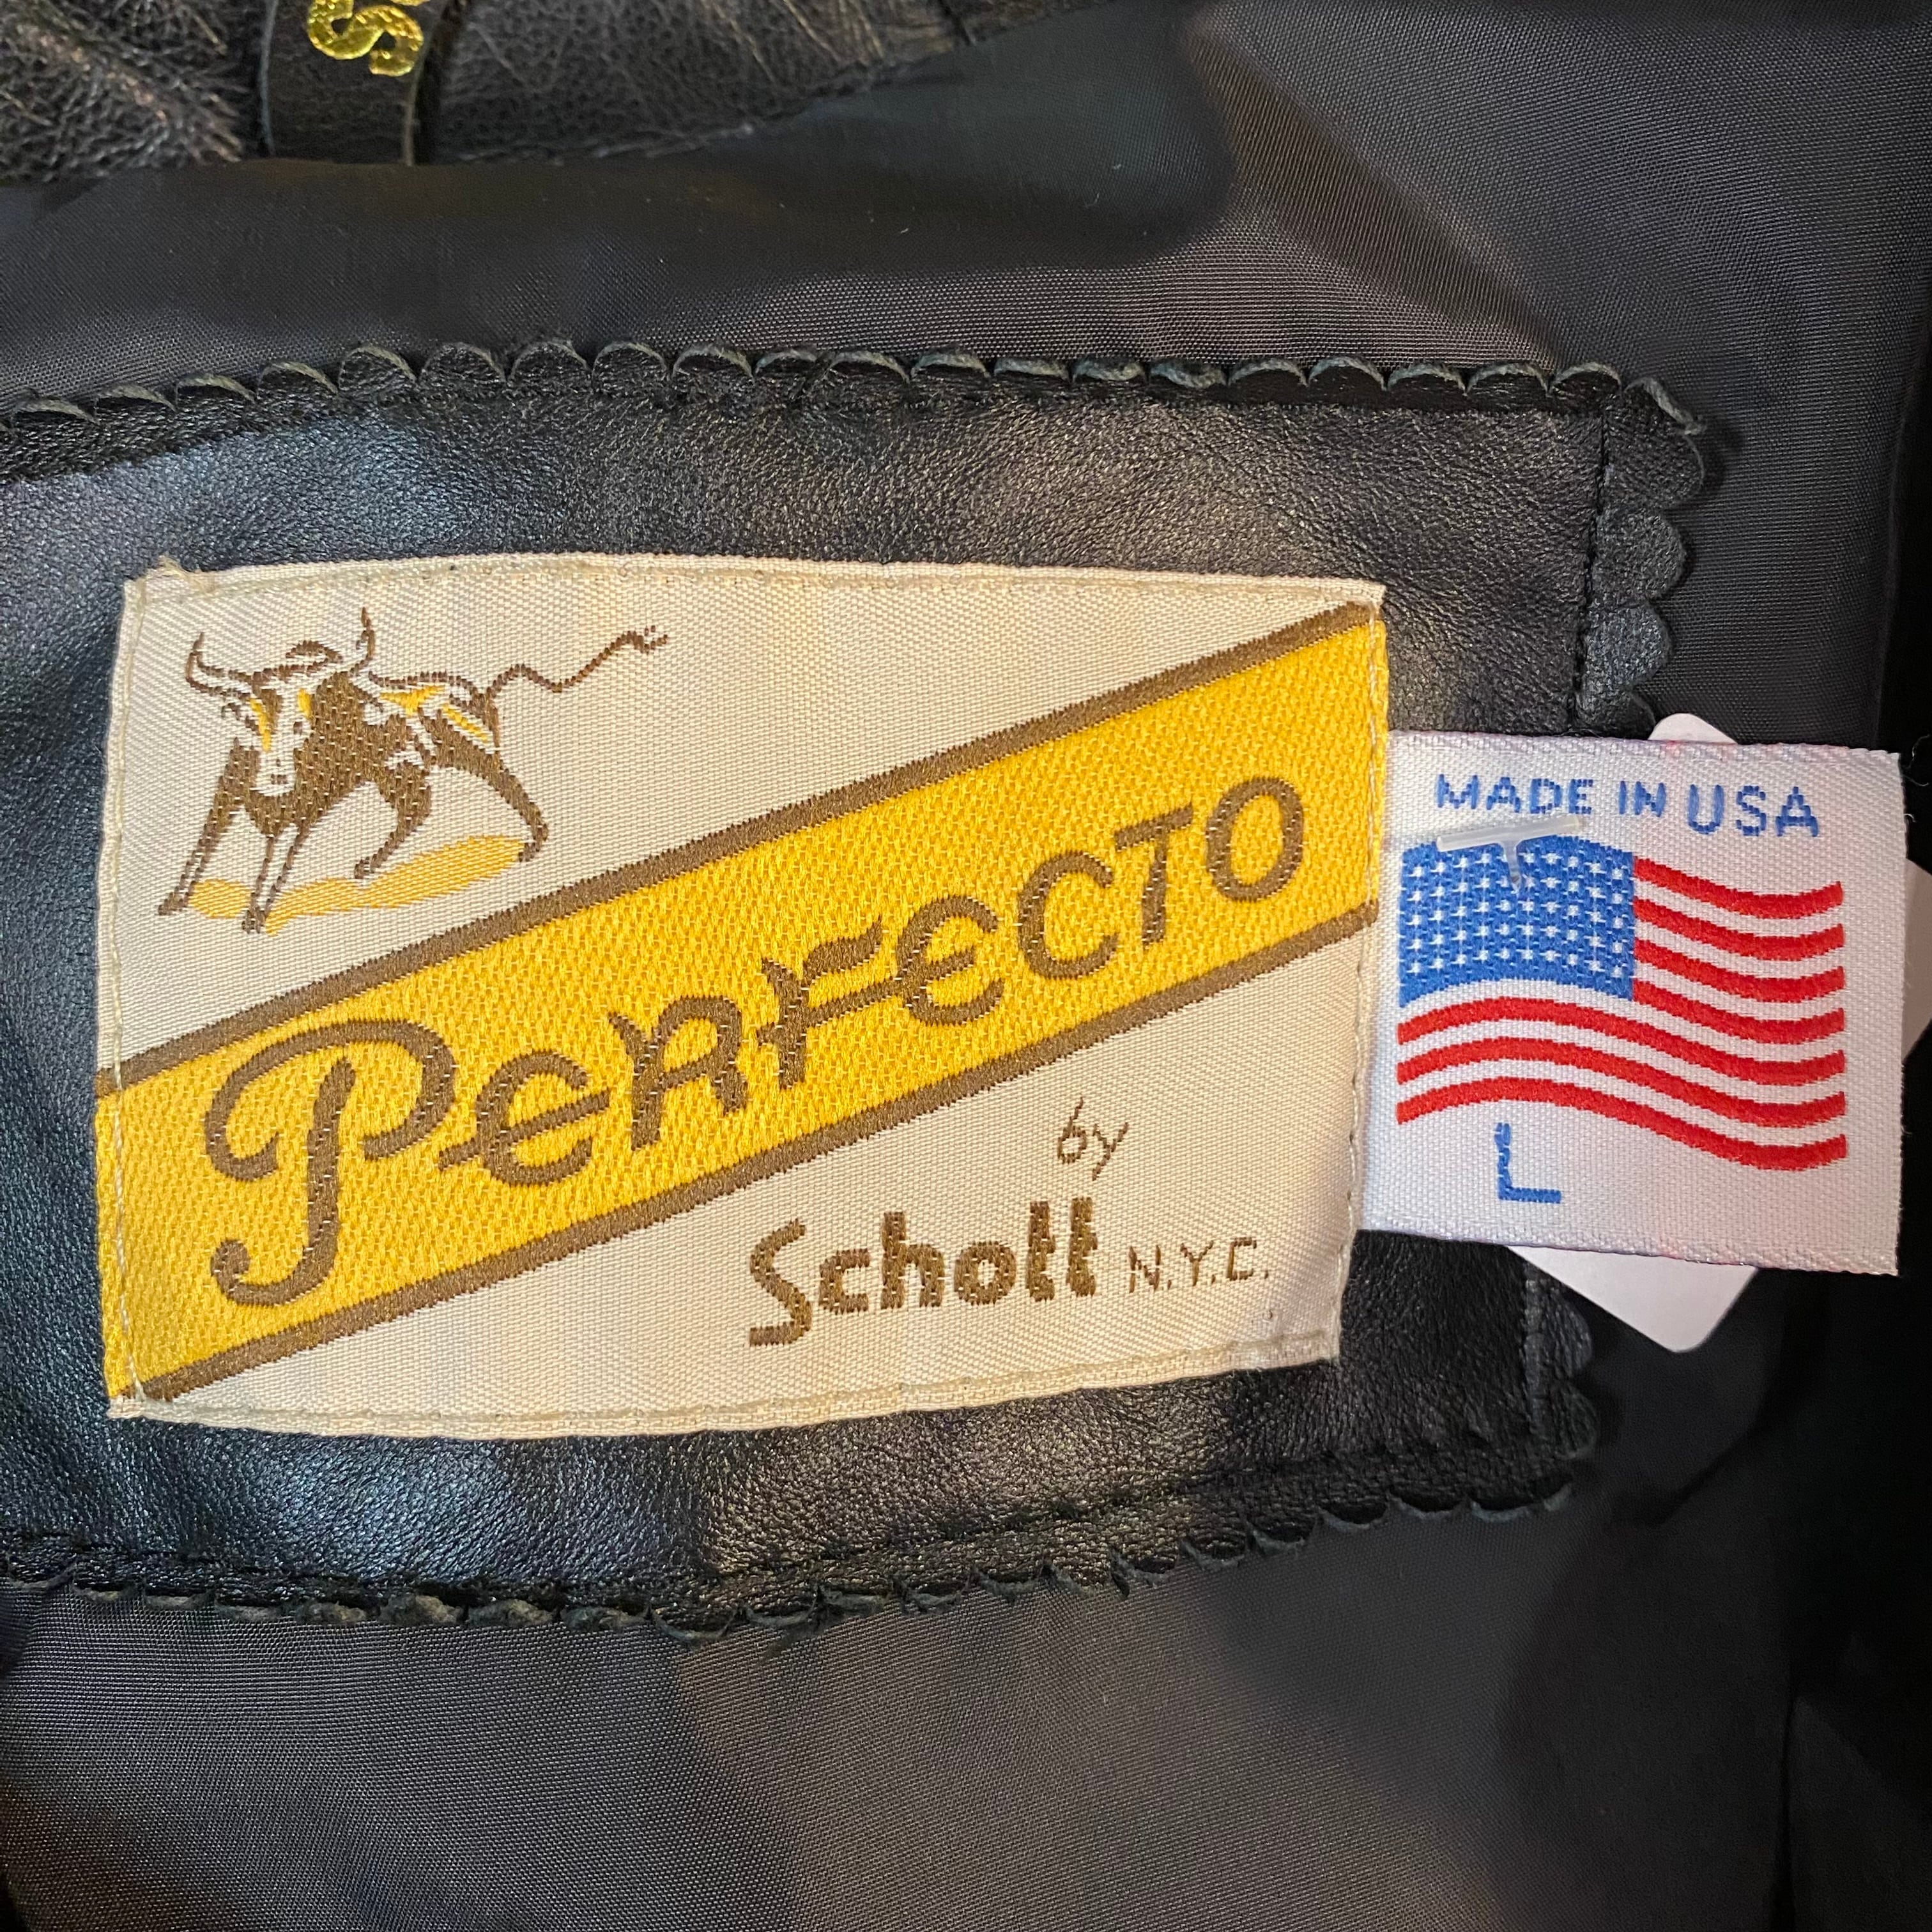 PERFECTO
by
Schott N.Y.C.
MADE IN USA
L